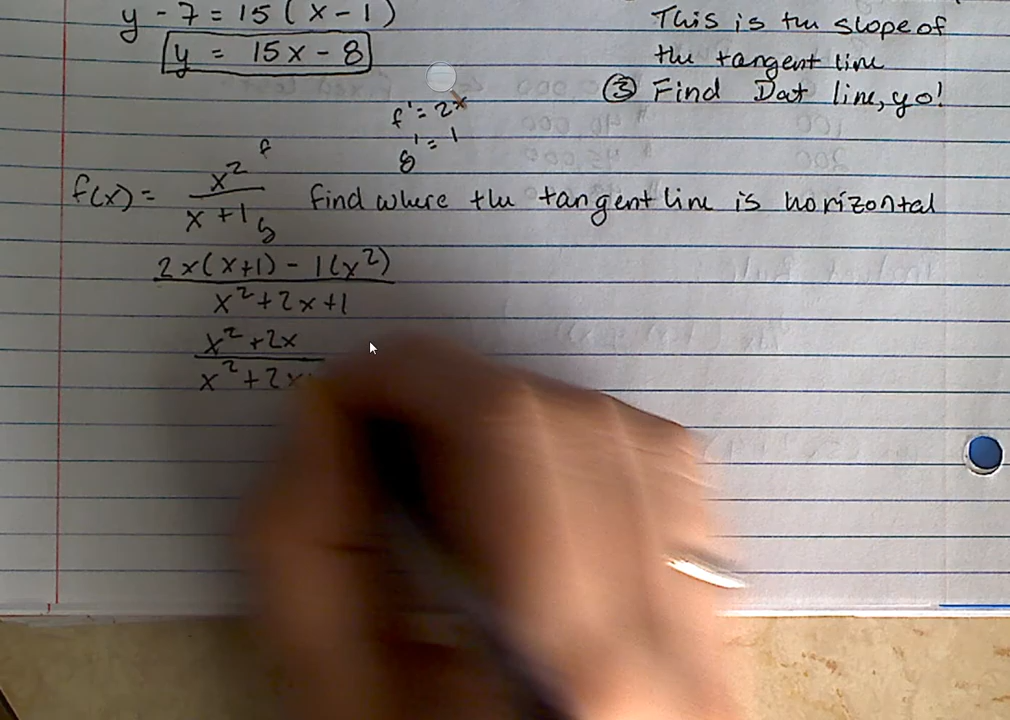 y - 7 = 15 ( x - 1 )
y = 15x - 8
This is the slope of
the tangent line
③ Find Dat line, yo!
f' = 2x
g' = 1
f(x) = x² / x + 1 f g find where the tangent line is horizontal
2x(x+1) - 1(x²)
x² + 2x + 1
x² + 2x
x² + 2x